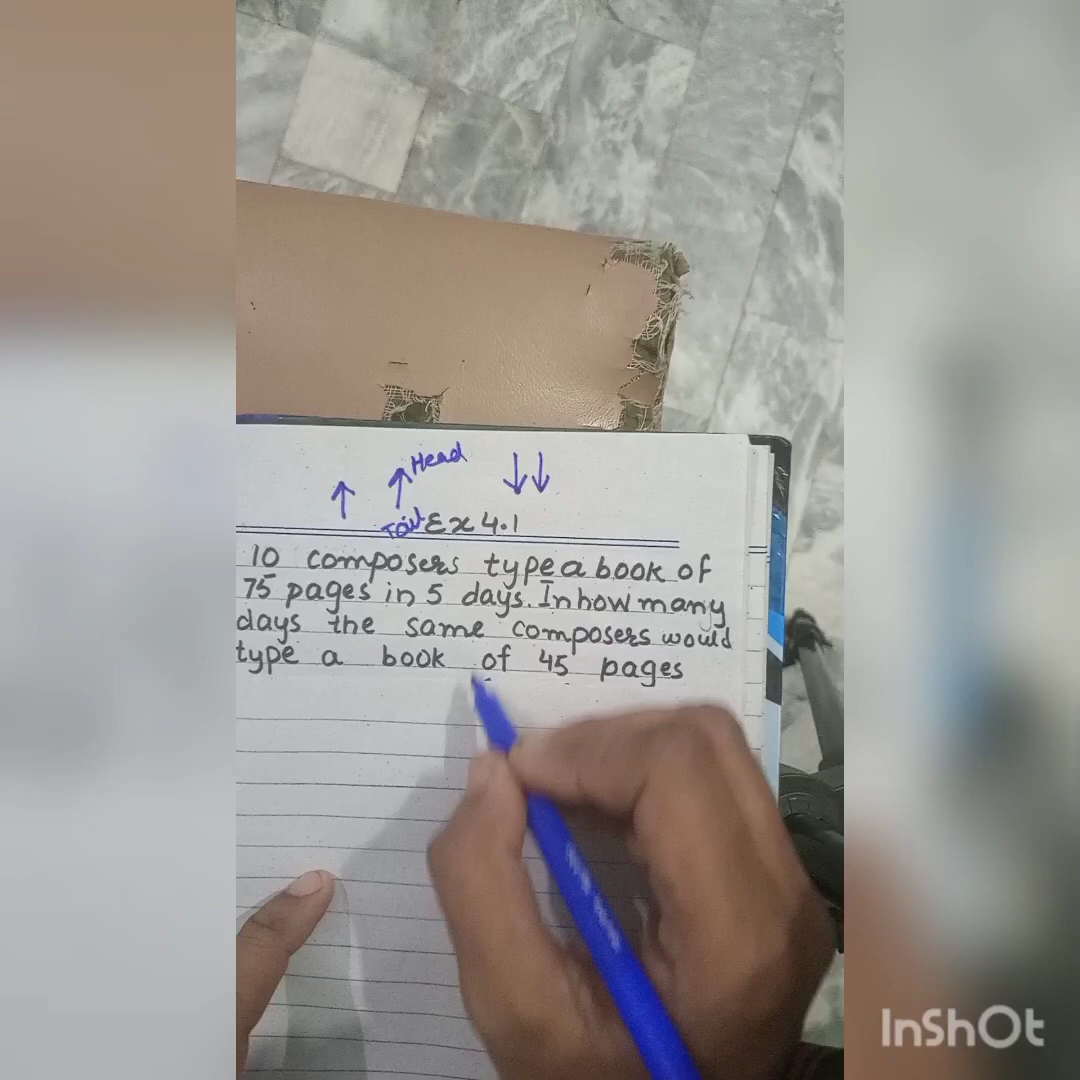 Head
Tail Ex 4.1
10 composers type a book of
75 pages in 5 days. In how many
days the same composers would
type a book of 45 pages
InShOt